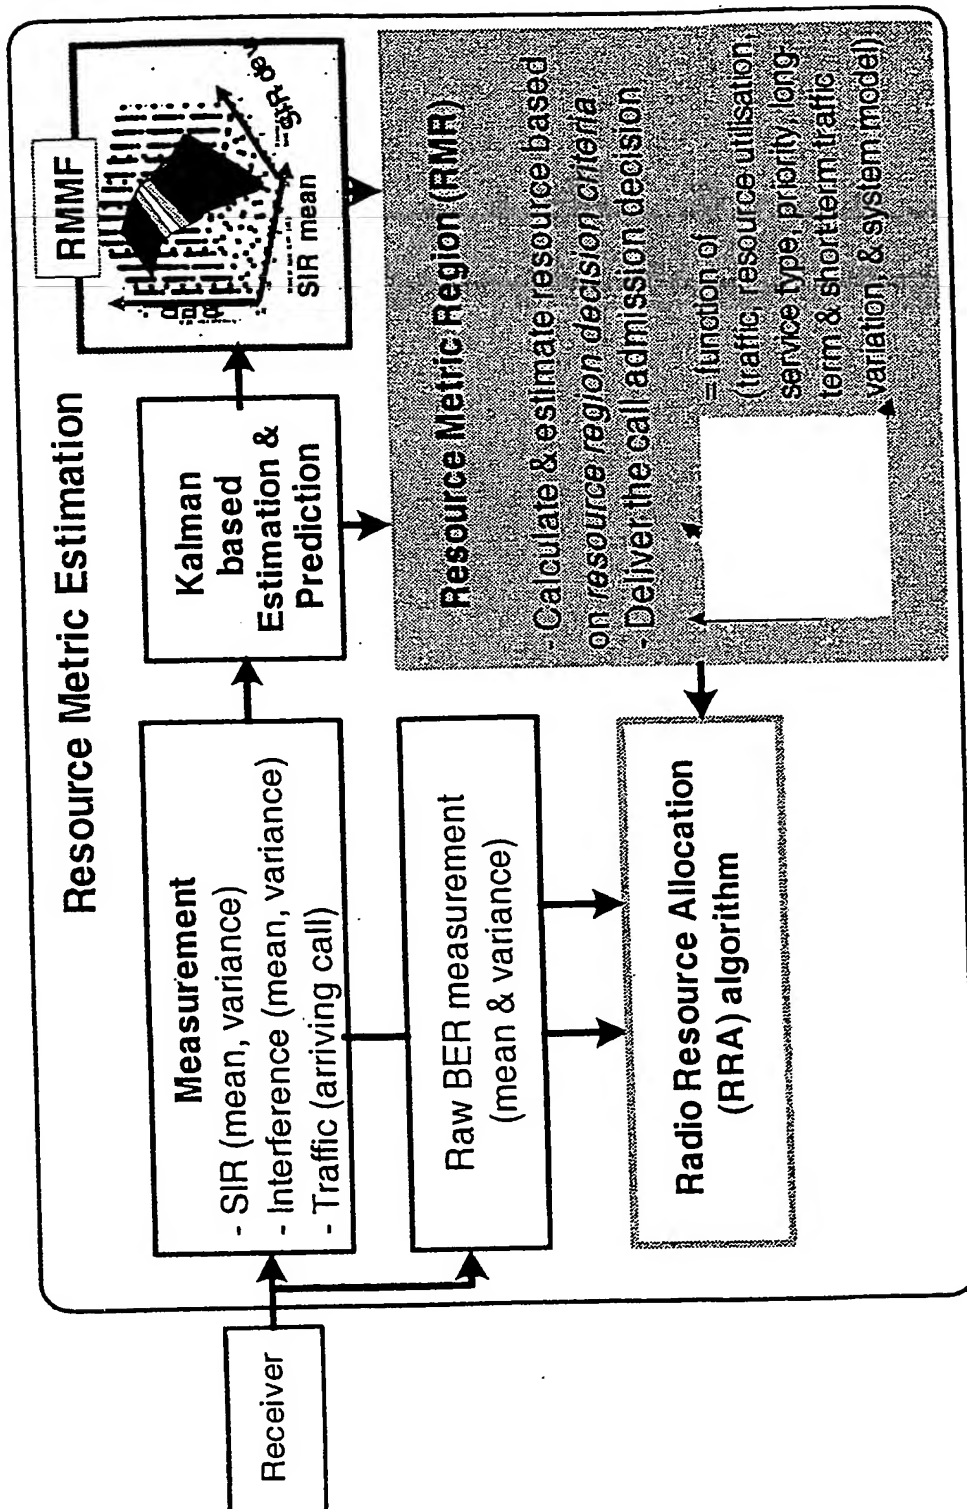 Resource Metric Estimation
Receiver
Measurement
- SIR (mean, variance)
- Interference (mean, variance)
- Traffic (arriving call)
Kalman
based
Estimation &
Prediction
RMMF
SIR mean
dev
Raw BER measurement
(mean & variance)
Resource Metric Region (RMR)
- Calculate & estimate resource based
on resource region decision criteria
- Deliver the call admission decision
= function of
(traffic, resource utilisation,
service type, priority, long-
term & short term traffic
variation, & system model)
Radio Resource Allocation
(RRA) algorithm